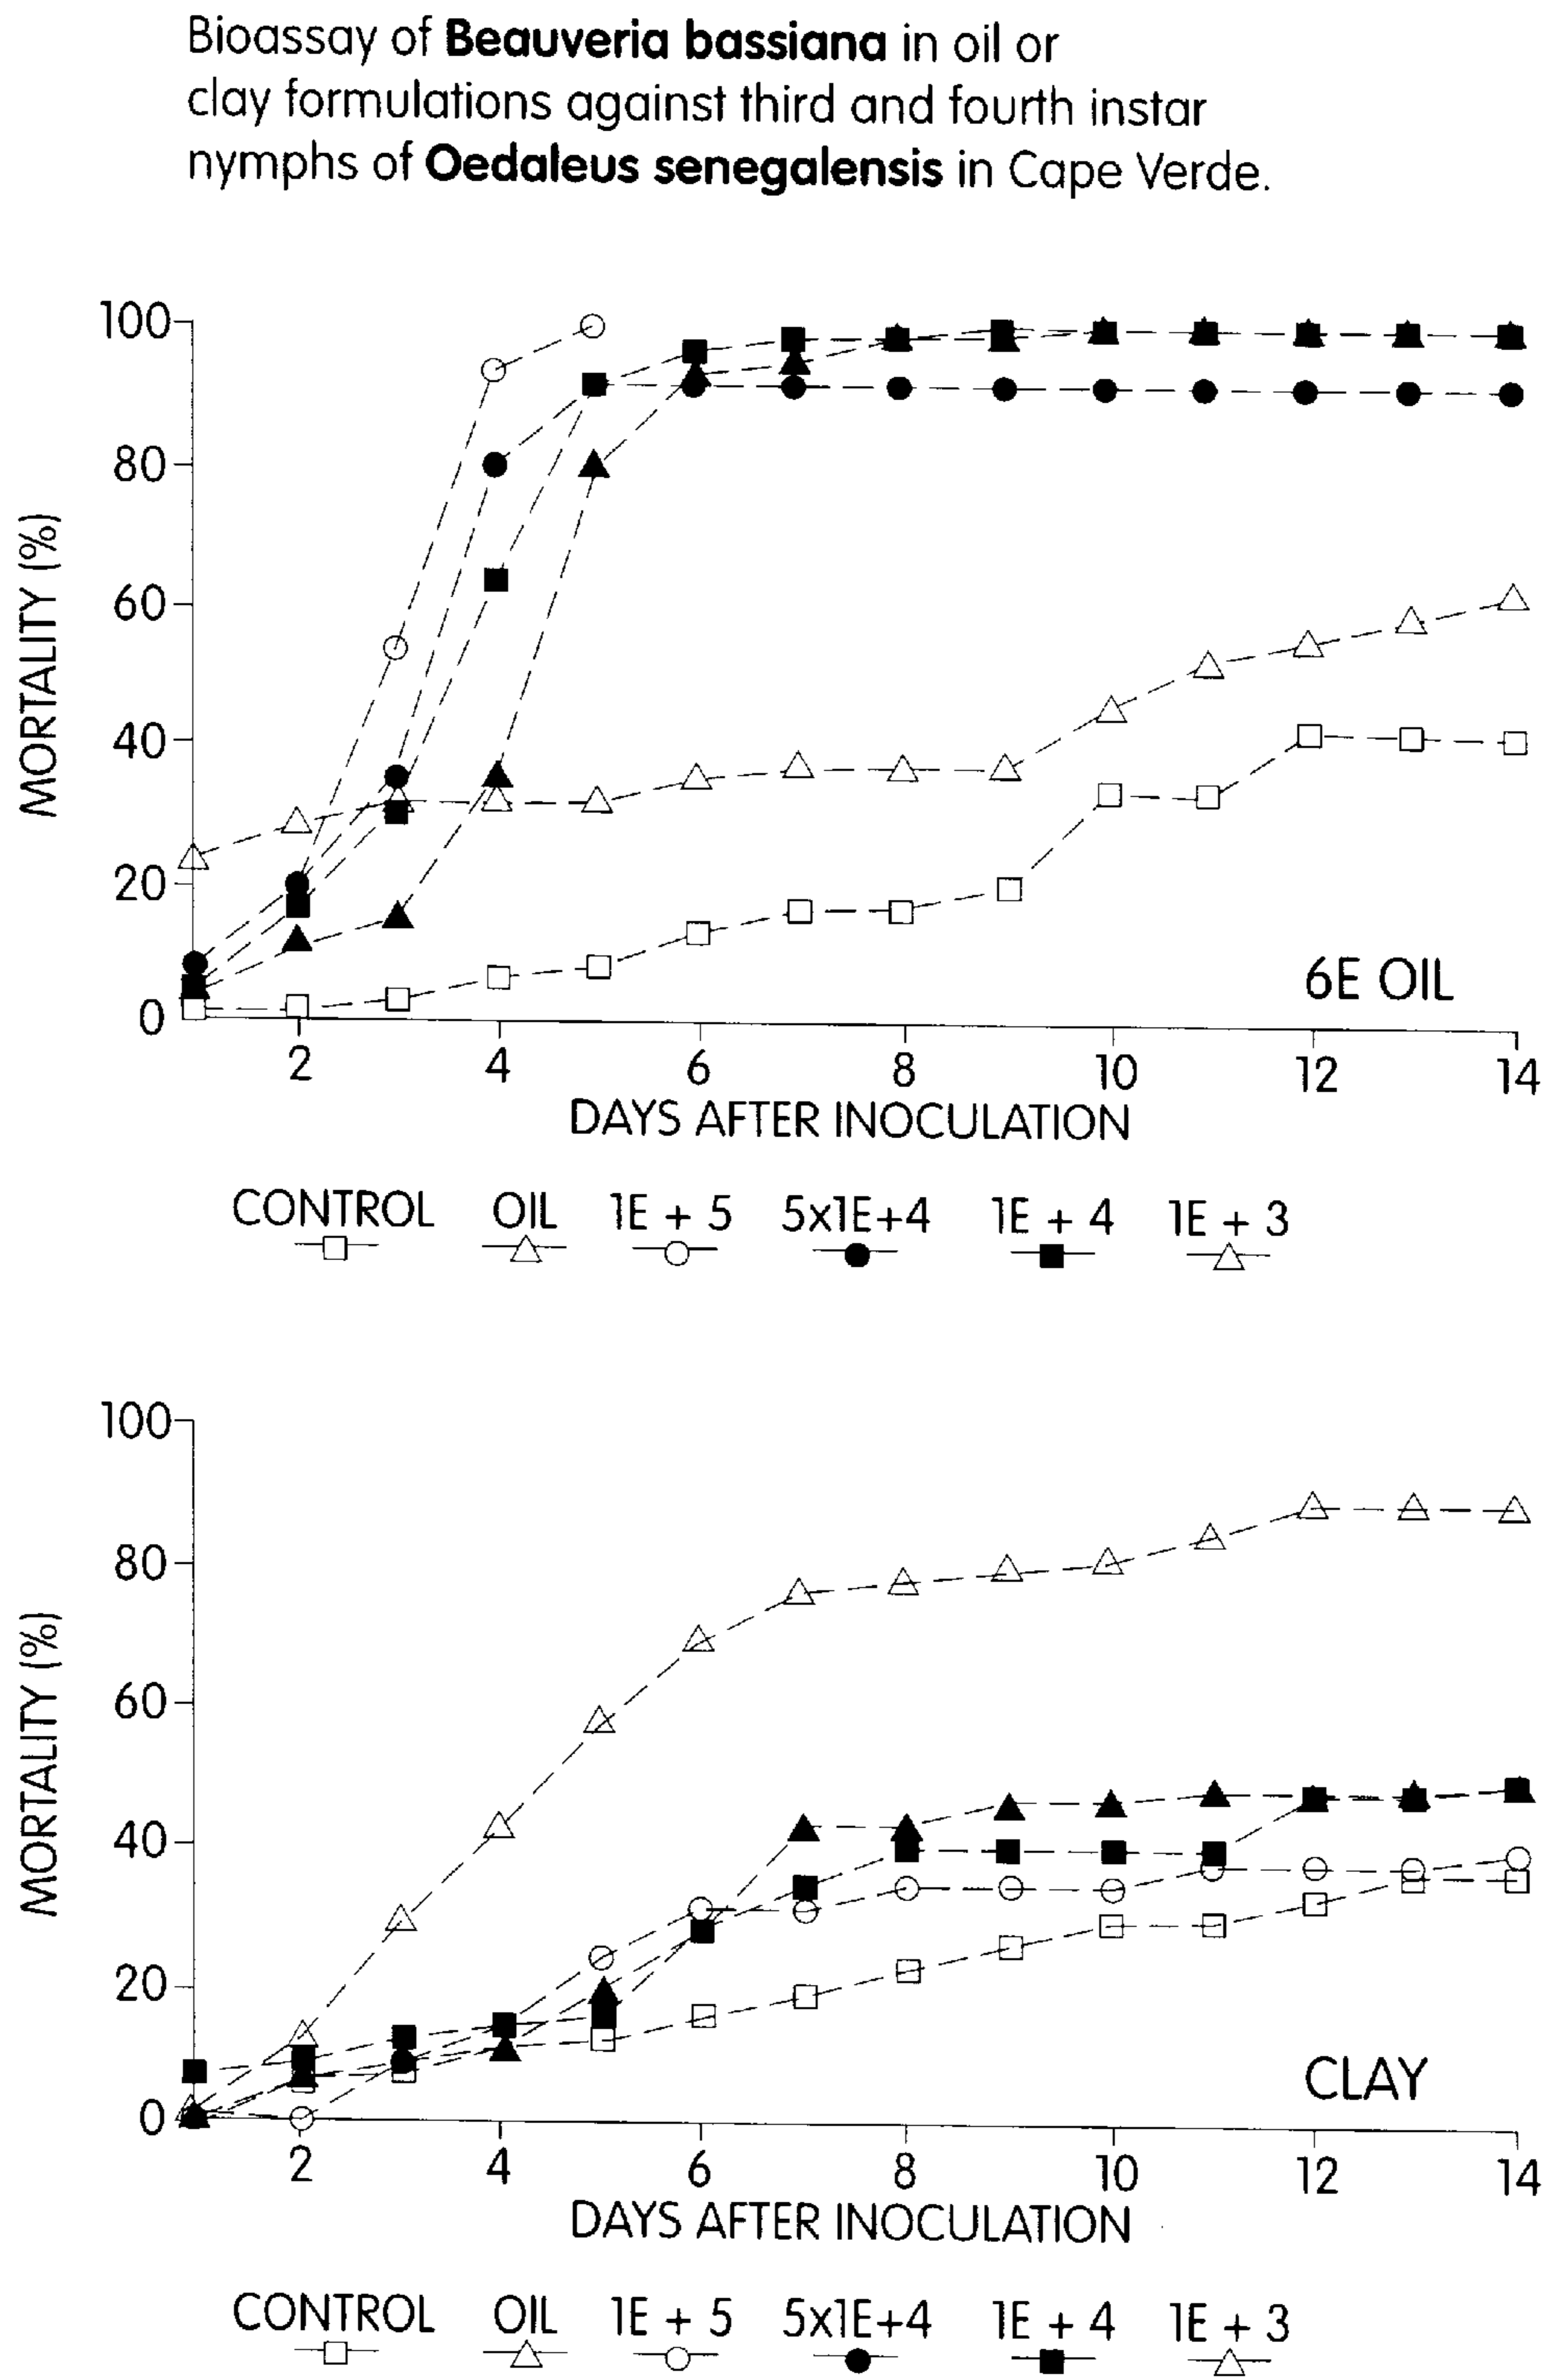 Bioassay of Beauveria bassiana in oil or
clay formulations against third and fourth instar
nymphs of Oedaleus senegalensis in Cape Verde.
MORTALITY (%)
100
80
60
40
20
0
6E OIL
2 4 6 8 10 12 14
DAYS AFTER INOCULATION
CONTROL OIL 1E + 5 5x1E+4 1E + 4 1E + 3
MORTALITY (%)
100
80
60
40
20
0
CLAY
2 4 6 8 10 12 14
DAYS AFTER INOCULATION
CONTROL OIL 1E + 5 5x1E+4 1E + 4 1E + 3